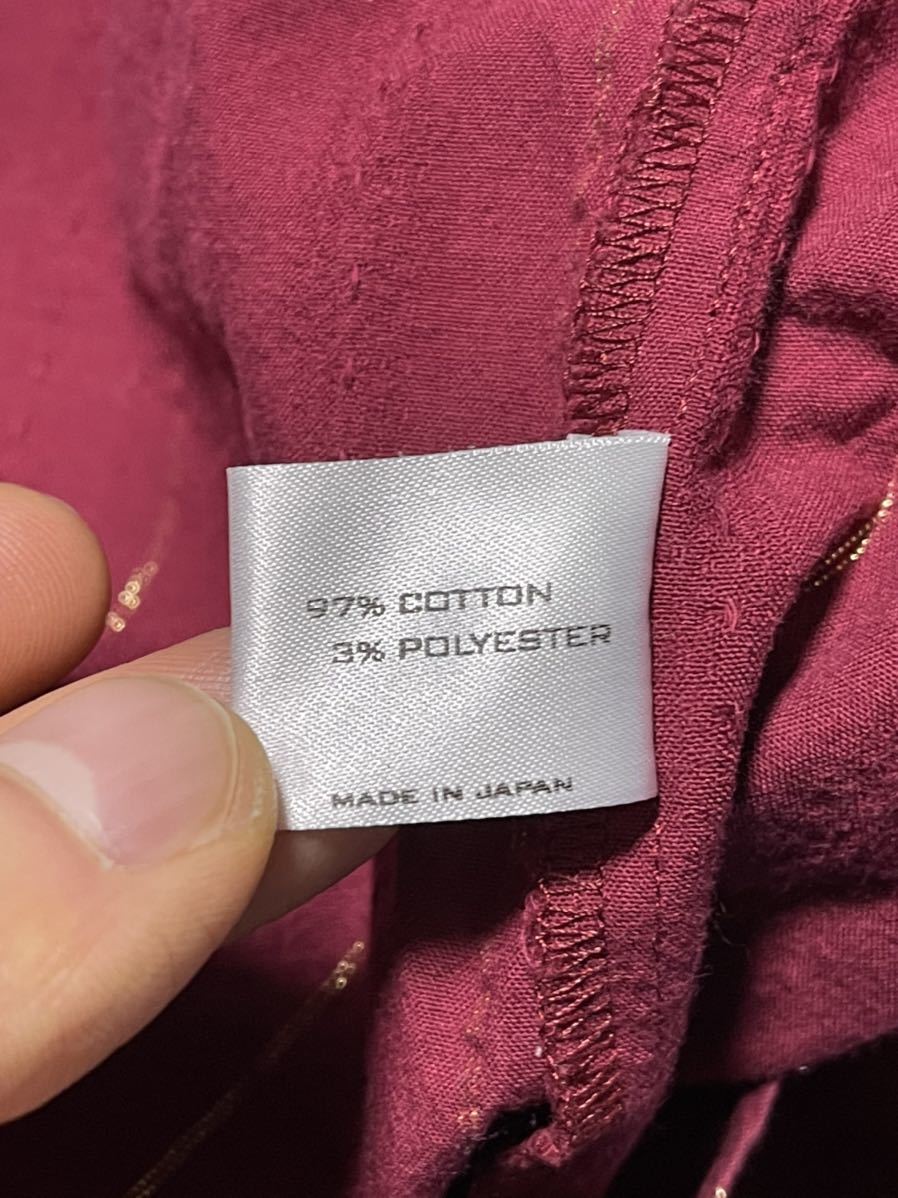 97% COTTON
3% POLYESTER
MADE IN JAPAN